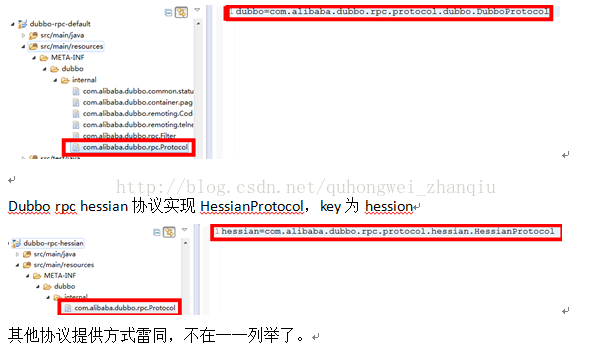 1dubbo=com.alibaba.dubbo.rpc.protocol.dubbo.DubboProtocol
dubbo-rpc-default
src/main/java
src/main/resources
META-INF
dubbo
internal
com.alibaba.dubbo.common.statu
com.alibaba.dubbo.container.pag
com.alibaba.dubbo.remoting.Cod
com.alibaba.dubbo.remoting.telne
com.alibaba.dubbo.rpc.Filter
com.alibaba.dubbo.rpc.Protocol
src/test/java
http://blog.csdn.net/quhongwei_zhanqiu
Dubbo rpc hessian 协议实现 HessianProtocol，key 为 hession
1hessian=com.alibaba.dubbo.rpc.protocol.hessian.HessianProtocol
dubbo-rpc-hessian
src/main/java
src/main/resources
META-INF
dubbo
internal
com.alibaba.dubbo.rpc.Protocol
其他协议提供方式雷同，不在一一列举了。